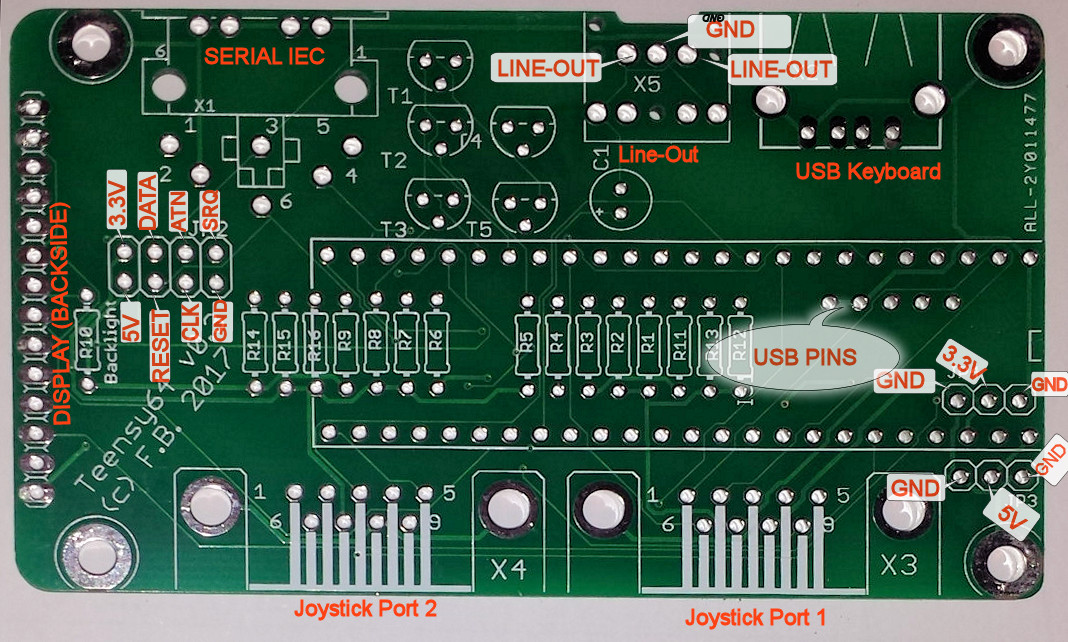 GND
GND
SERIAL IEC
6
1
LINE-OUT
LINE-OUT
X5
X1
T1
1
3
5
T2
T4
C1
Line-Out
USB Keyboard
ALL-2Y0111477
2
4
6
+
T3
T5
3.3V
DATA
ATN
SRQ
5V
RESET
CLK
GND
DISPLAY (BACKSIDE)
R10
Backlight
R14
R15
R16
R9
R8
R7
R6
R5
R4
R3
R2
R1
R11
R13
R12
USB PINS
GND
3.3V
GND
Teensy64
2017
(C) F.B.
GND
GND
5V
1
5
6
9
X4
1
5
6
9
X3
Joystick Port 2
Joystick Port 1